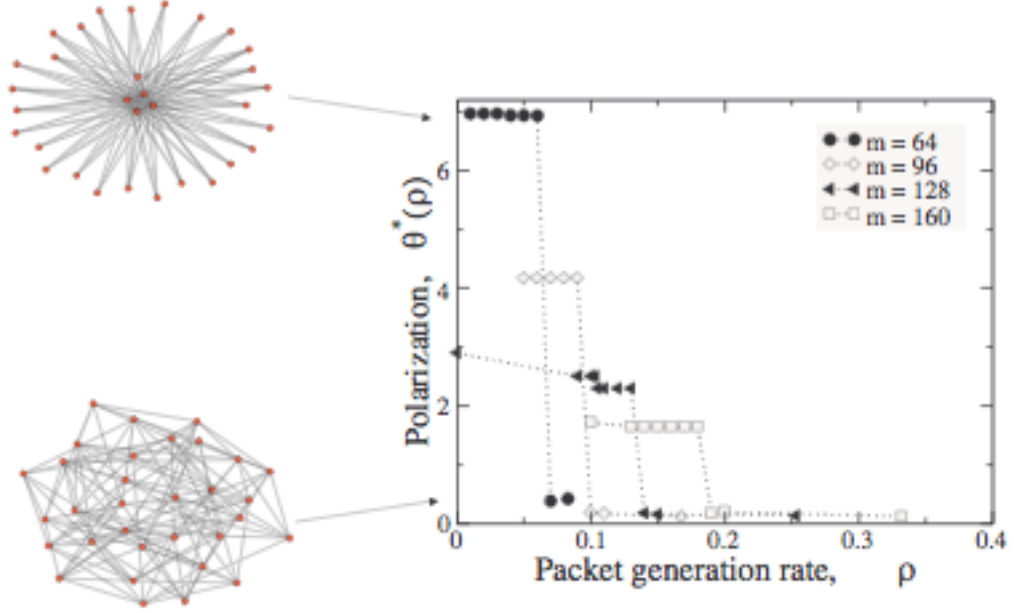 m = 64
m = 96
m = 128
m = 160
Polarization, θ*(ρ)
6
4
2
0
0 0.1 0.2 0.3 0.4
Packet generation rate, ρ